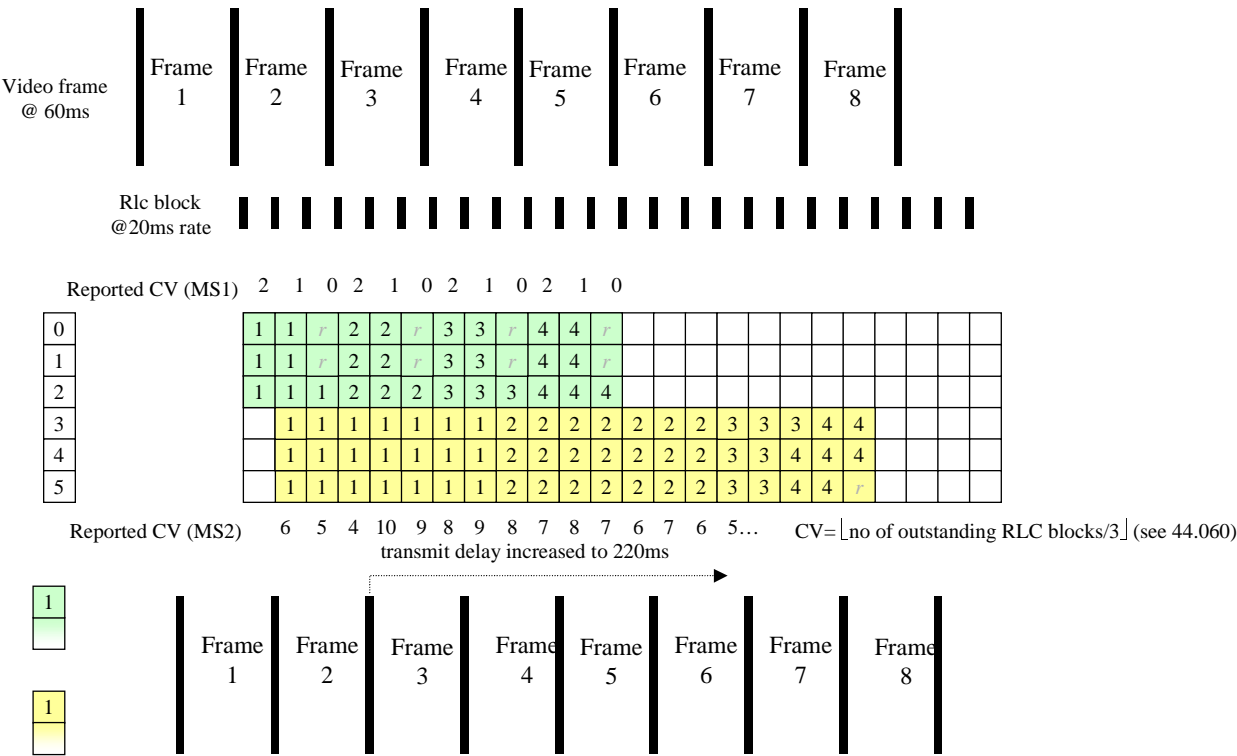 Frame Frame Frame Frame Frame Frame Frame Frame
1 2 3 4 5 6 7 8
Video frame
@ 60ms
Rlc block
@20ms rate
Reported CV (MS1) 2 1 0 2 1 0 2 1 0 2 1 0
0 1 1 r 2 2 r 3 3 r 4 4 r
1 1 1 r 2 2 r 3 3 r 4 4 r
2 1 1 1 2 2 2 3 3 3 4 4 4
3 1 1 1 1 1 1 1 2 2 2 2 2 2 2 3 3 3 4 4
4 1 1 1 1 1 1 1 2 2 2 2 2 2 2 3 3 4 4 4
5 1 1 1 1 1 1 1 2 2 2 2 2 2 2 3 3 4 4 r
Reported CV (MS2) 6 5 4 10 9 8 9 8 7 8 7 6 7 6 5… CV= ⌊no of outstanding RLC blocks/3⌋ (see 44.060)
transmit delay increased to 220ms
1
Frame Frame Frame Frame Frame Frame Frame Frame
1 2 3 4 5 6 7 8
1